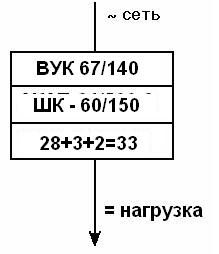 ~ сеть
ВУК 67/140
ШК - 60/150
28+3+2=33
= нагрузка